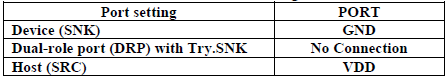 Port setting PORT
Device (SNK) GND
Dual-role port (DRP) with Try.SNK No Connection
Host (SRC) VDD